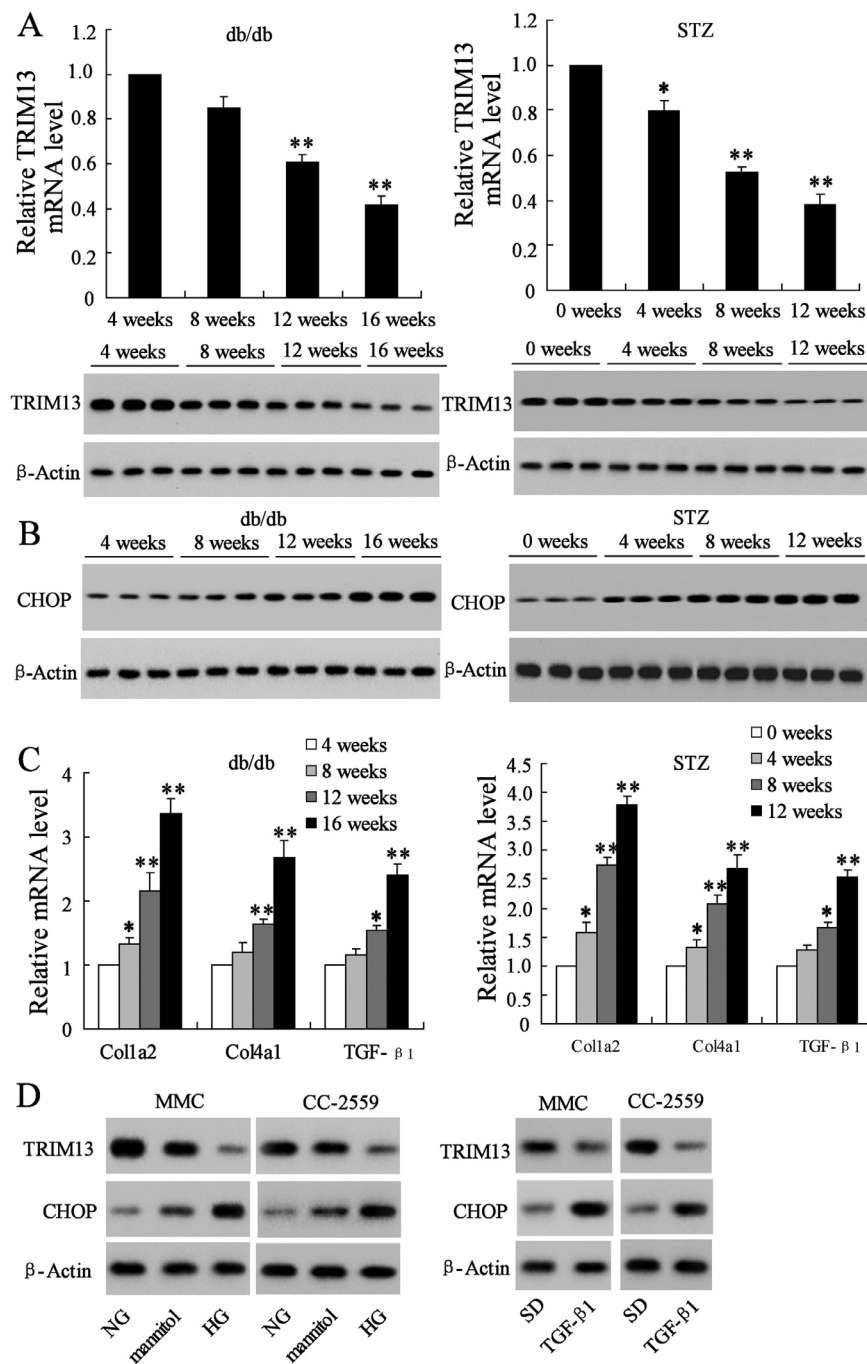 A
db/db
Relative TRIM13
mRNA level
1.2
1.0
0.8
0.6
0.4
0.2
0
**
**
4 weeks 8 weeks 12 weeks 16 weeks
STZ
Relative TRIM13
mRNA level
1.2
1.0
0.8
0.6
0.4
0.2
0
*
**
**
0 weeks 4 weeks 8 weeks 12 weeks
4 weeks 8 weeks 12 weeks 16 weeks
TRIM13
β-Actin
0 weeks 4 weeks 8 weeks 12 weeks
TRIM13
β-Actin
B
db/db
4 weeks 8 weeks 12 weeks 16 weeks
CHOP
β-Actin
STZ
0 weeks 4 weeks 8 weeks 12 weeks
CHOP
β-Actin
C
db/db
4 weeks
8 weeks
12 weeks
16 weeks
Relative mRNA level
4
3
2
1
0
* ** **
** **
* **
Col1a2 Col4a1 TGF-β1
STZ
0 weeks
4 weeks
8 weeks
12 weeks
Relative mRNA level
4.5
4.0
3.5
3.0
2.5
2.0
1.5
1.0
0.5
0
* ** **
* ** **
* **
Col1a2 Col4a1 TGF-β1
D
MMC CC-2559
TRIM13
CHOP
β-Actin
NG mannitol HG NG mannitol HG
MMC CC-2559
TRIM13
CHOP
β-Actin
SD TGF-β1 SD TGF-β1